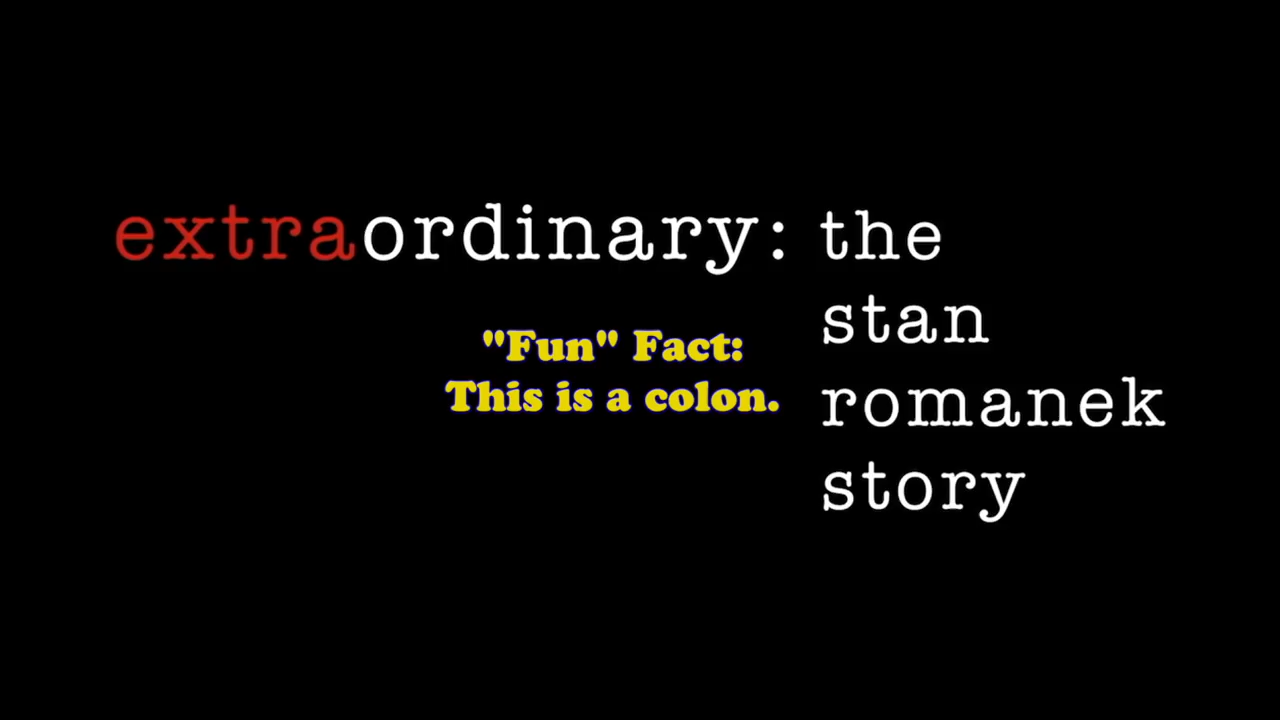 extraordinary: the
stan
romanek
story
"Fun" Fact:
This is a colon.